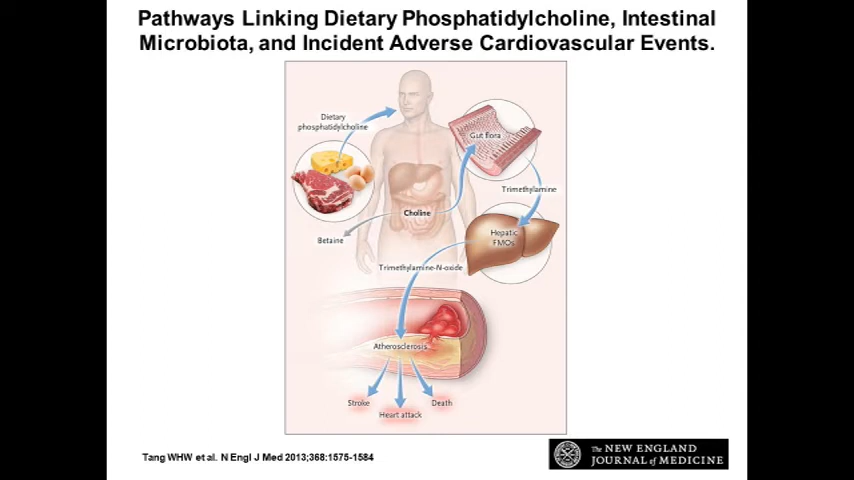 Pathways Linking Dietary Phosphatidylcholine, Intestinal
Microbiota, and Incident Adverse Cardiovascular Events.
Dietary
phosphatidylcholine
Gut flora
Trimethylamine
Choline
Betaine
Hepatic
FMOs
Trimethylamine-N-oxide
Atherosclerosis
Stroke
Heart attack
Death
Tang WHW et al. N Engl J Med 2013;368:1575-1584
The NEW ENGLAND
JOURNAL of MEDICINE